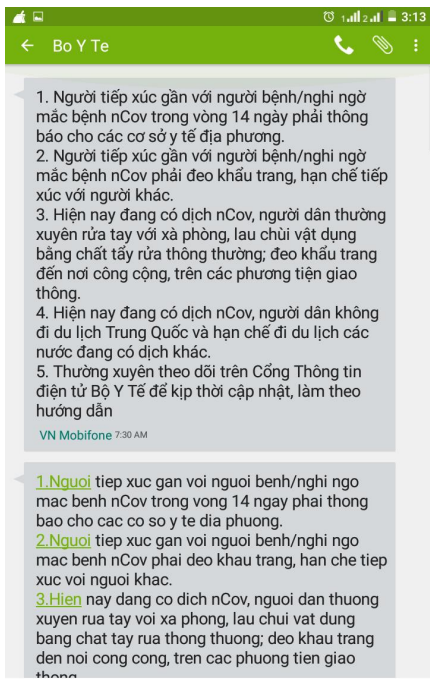 1 2 3:13
Bo Y Te
1. Người tiếp xúc gần với người bệnh/nghi ngờ
mắc bệnh nCov trong vòng 14 ngày phải thông
báo cho các cơ sở y tế địa phương.
2. Người tiếp xúc gần với người bệnh/nghi ngờ
mắc bệnh nCov phải đeo khẩu trang, hạn chế tiếp
xúc với người khác.
3. Hiện nay đang có dịch nCov, người dân thường
xuyên rửa tay với xà phòng, lau chùi vật dụng
bằng chất tẩy rửa thông thường; đeo khẩu trang
đến nơi công cộng, trên các phương tiện giao
thông.
4. Hiện nay đang có dịch nCov, người dân không
đi du lịch Trung Quốc và hạn chế đi du lịch các
nước đang có dịch khác.
5. Thường xuyên theo dõi trên Cổng Thông tin
điện tử Bộ Y Tế để kịp thời cập nhật, làm theo
hướng dẫn
VN Mobifone 7:30 AM
1.Nguoi tiep xuc gan voi nguoi benh/nghi ngo
mac benh nCov trong vong 14 ngay phai thong
bao cho cac co so y te dia phuong.
2.Nguoi tiep xuc gan voi nguoi benh/nghi ngo
mac benh nCov phai deo khau trang, han che tiep
xuc voi nguoi khac.
3.Hien nay dang co dich nCov, nguoi dan thuong
xuyen rua tay voi xa phong, lau chui vat dung
bang chat tay rua thong thuong; deo khau trang
den noi cong cong, tren cac phuong tien giao
thong